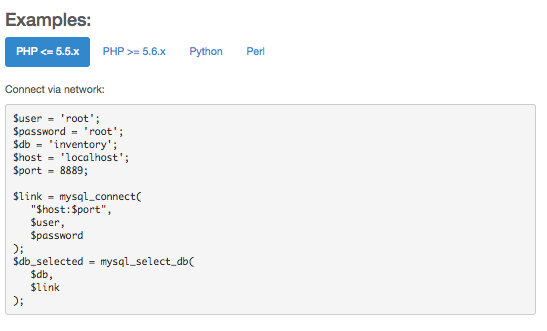 Examples:
PHP <= 5.5.x PHP >= 5.6.x Python Perl
Connect via network:
$user = 'root';
$password = 'root';
$db = 'inventory';
$host = 'localhost';
$port = 8889;
$link = mysql_connect(
"$host:$port",
$user,
$password
);
$db_selected = mysql_select_db(
$db,
$link
);